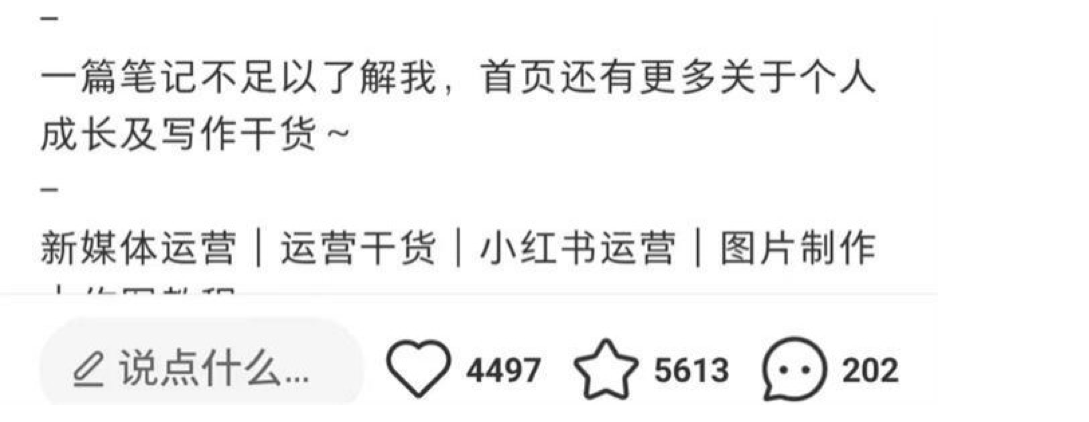 –
一篇笔记不足以了解我，首页还有更多关于个人
成长及写作干货～
–
新媒体运营｜运营干货｜小红书运营｜图片制作
说点什么...
4497
5613
202